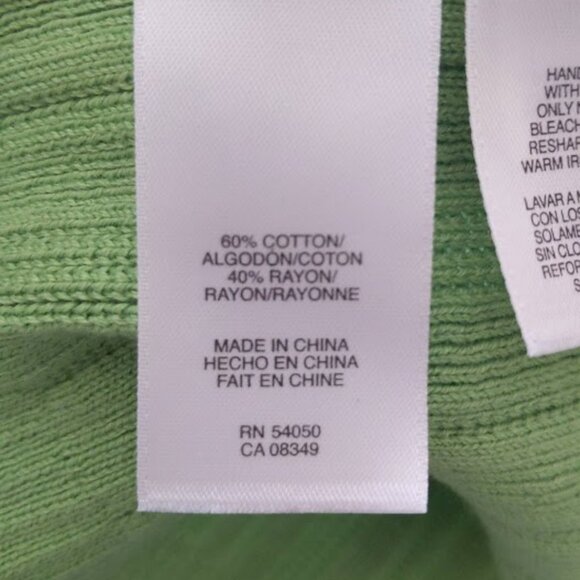 60% COTTON/
ALGODÓN/COTON
40% RAYON/
RAYON/RAYONNE
MADE IN CHINA
HECHO EN CHINA
FAIT EN CHINE
RN 54050
CA 08349
HAND
WITH
ONLY
BLEACH
RESHAP
WARM IR
LAVAR A
CON LOS
SOLAME
SIN CLO
REFOR
S